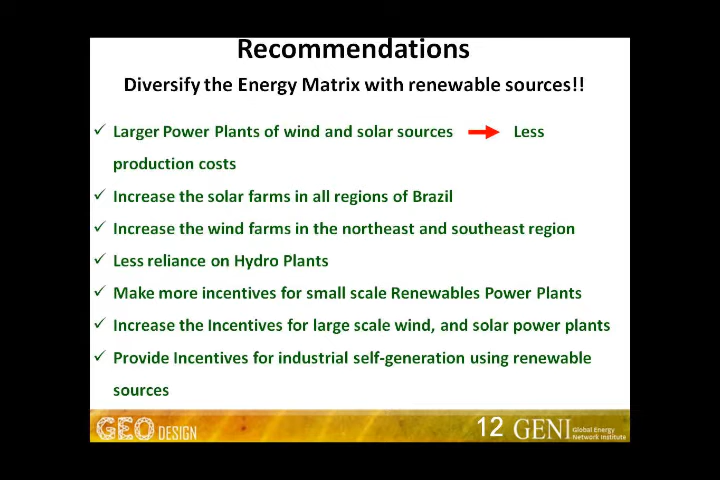 Recommendations
Diversify the Energy Matrix with renewable sources!!
✓ Larger Power Plants of wind and solar sources → Less
production costs
✓ Increase the solar farms in all regions of Brazil
✓ Increase the wind farms in the northeast and southeast region
✓ Less reliance on Hydro Plants
✓ Make more incentives for small scale Renewables Power Plants
✓ Increase the Incentives for large scale wind, and solar power plants
✓ Provide Incentives for industrial self-generation using renewable
sources
GEO DESIGN 12 GENI Global Energy
Network Institute